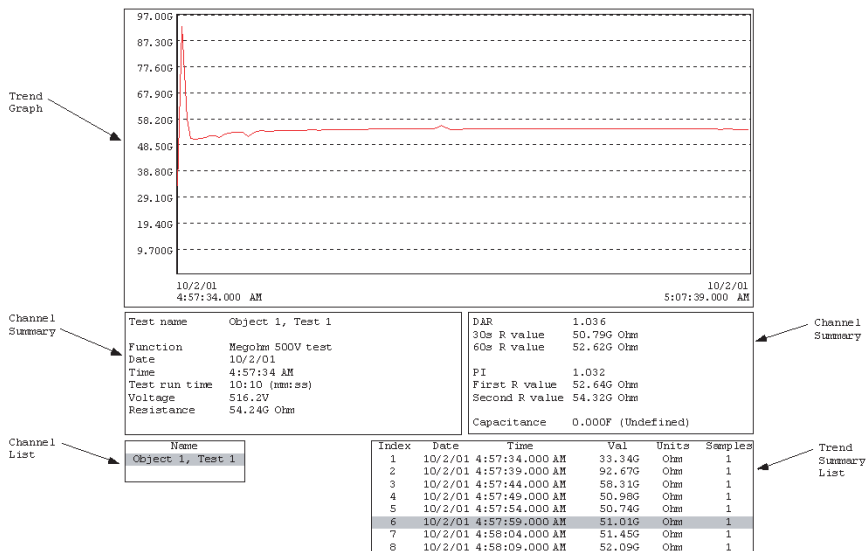 97.00G
87.30G
77.60G
67.90G
58.20G
48.50G
38.80G
29.10G
19.40G
9.700G
Trend
Graph
10/2/01
4:57:34.000 AM
10/2/01
5:07:39.000 AM
Channel
Summary
Test name Object 1, Test 1
Function Megohm 500V test
Date 10/2/01
Time 4:57:34 AM
Test run time 10:10 (mm:ss)
Voltage 516.2V
Resistance 54.24G Ohm
DAR 1.036
30s R value 50.79G Ohm
60s R value 52.62G Ohm
PI 1.032
First R value 52.64G Ohm
Second R value 54.32G Ohm
Capacitance 0.000F (Undefined)
Channel
Summary
Channel
List
Name
Object 1, Test 1
Index Date Time Val Units Samples
1 10/2/01 4:57:34.000 AM 33.34G Ohm 1
2 10/2/01 4:57:39.000 AM 92.67G Ohm 1
3 10/2/01 4:57:44.000 AM 58.31G Ohm 1
4 10/2/01 4:57:49.000 AM 50.98G Ohm 1
5 10/2/01 4:57:54.000 AM 50.74G Ohm 1
6 10/2/01 4:57:59.000 AM 51.01G Ohm 1
7 10/2/01 4:58:04.000 AM 51.45G Ohm 1
8 10/2/01 4:58:09.000 AM 52.09G Ohm 1
Trend
Summary
List